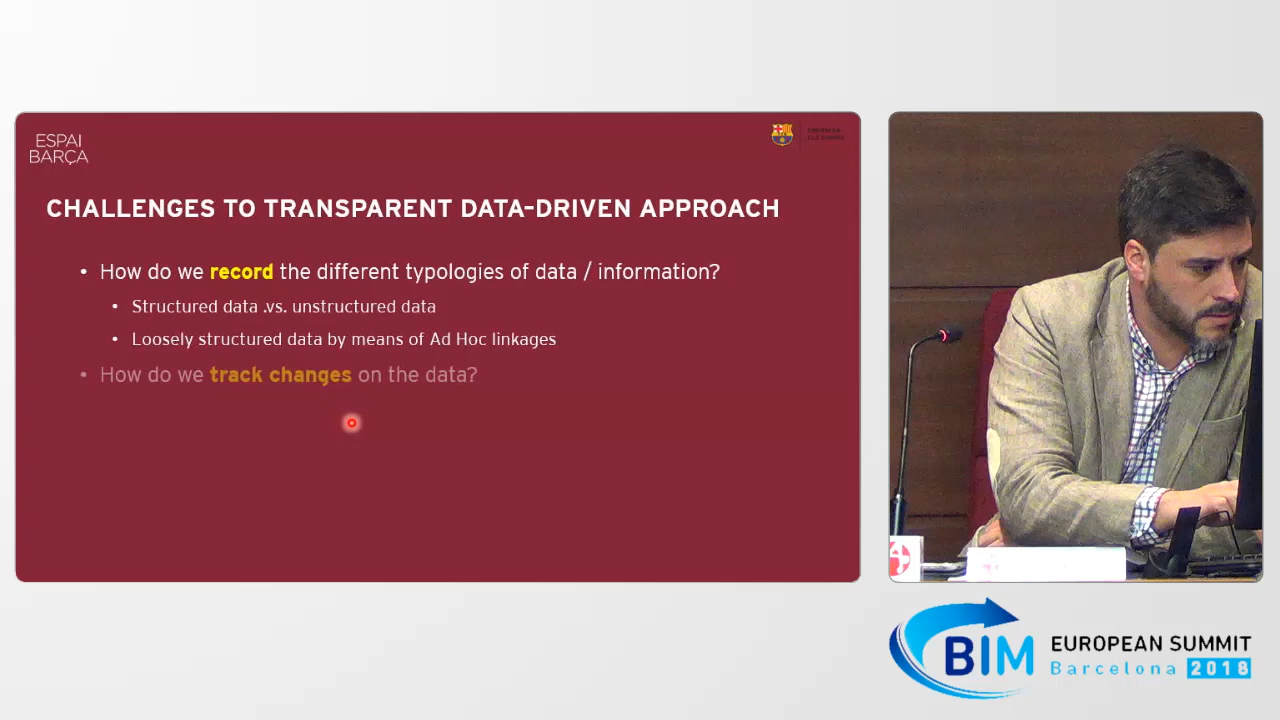 ESPAI
BARÇA
CHALLENGES TO TRANSPARENT DATA-DRIVEN APPROACH
• How do we record the different typologies of data / information?
• Structured data .vs. unstructured data
• Loosely structured data by means of Ad Hoc linkages
• How do we track changes on the data?
BIM EUROPEAN SUMMIT
Barcelona 2018